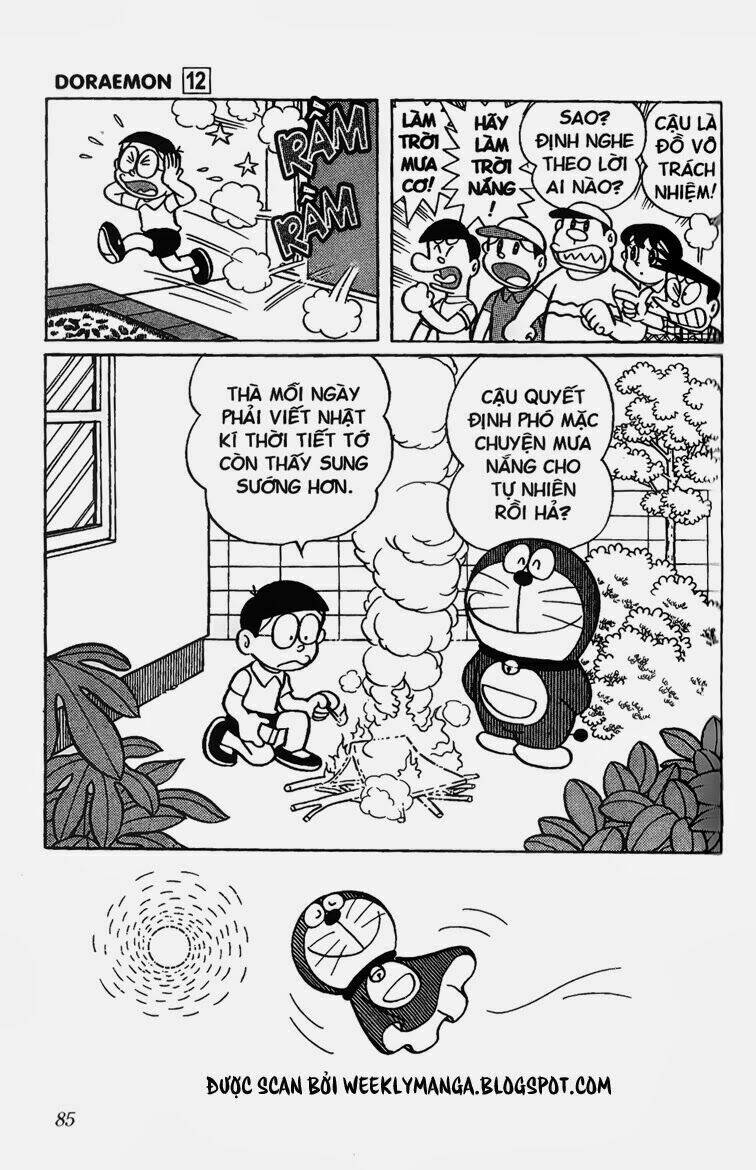 DORAEMON 12
RẦM
RẦM
LÀM
TRỜI
MƯA
CƠ!
HÃY
LÀM
TRỜI
NẮNG
!
SAO?
ĐỊNH NGHE
THEO LỜI
AI NÀO?
CẬU LÀ
ĐỒ VÔ
TRÁCH
NHIỆM!
THÀ MỖI NGÀY
PHẢI VIẾT NHẬT
KÍ THỜI TIẾT TỚ
CÒN THẤY SUNG
SƯỚNG HƠN.
CẬU QUYẾT
ĐỊNH PHÓ MẶC
CHUYỆN MƯA
NẮNG CHO
TỰ NHIÊN
RỒI HẢ?
ĐƯỢC SCAN BỞI WEEKLYMANGA.BLOGSPOT.COM
85